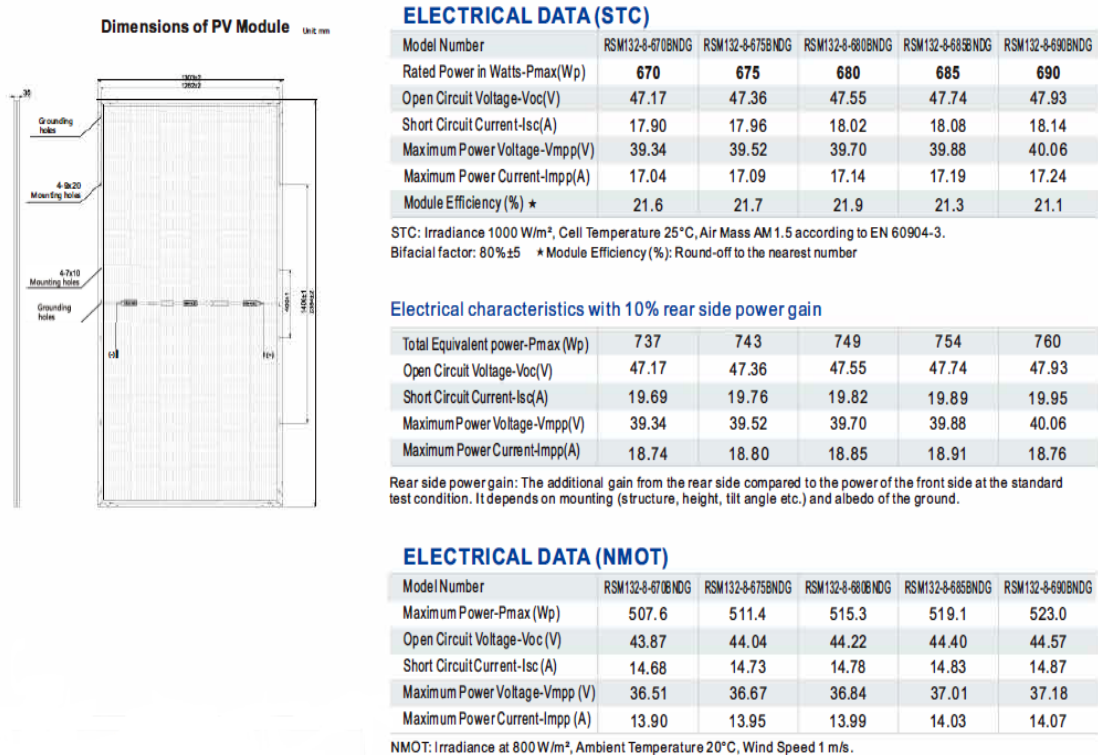 Dimensions of PV Module Unit: mm
1303±2
1262±2
35
Grounding
holes
4-9x20
Mounting holes
4-7x10
Mounting holes
Grounding
holes
400±1
1400±1
2384±2
(-)
(+)
ELECTRICAL DATA (STC)
Model Number RSM132-8-670BNDG RSM132-8-675BNDG RSM132-8-680BNDG RSM132-8-685BNDG RSM132-8-690BNDG
Rated Power in Watts-Pmax(Wp) 670 675 680 685 690
Open Circuit Voltage-Voc(V) 47.17 47.36 47.55 47.74 47.93
Short Circuit Current-Isc(A) 17.90 17.96 18.02 18.08 18.14
Maximum Power Voltage-Vmpp(V) 39.34 39.52 39.70 39.88 40.06
Maximum Power Current-Impp(A) 17.04 17.09 17.14 17.19 17.24
Module Efficiency (%) ★ 21.6 21.7 21.9 21.3 21.1
STC: Irradiance 1000 W/m², Cell Temperature 25°C, Air Mass AM1.5 according to EN 60904-3.
Bifacial factor: 80%±5 ★ Module Efficiency (%): Round-off to the nearest number
Electrical characteristics with 10% rear side power gain
Total Equivalent power-Pmax (Wp) 737 743 749 754 760
Open Circuit Voltage-Voc(V) 47.17 47.36 47.55 47.74 47.93
Short Circuit Current-Isc(A) 19.69 19.76 19.82 19.89 19.95
Maximum Power Voltage-Vmpp(V) 39.34 39.52 39.70 39.88 40.06
Maximum Power Current-Impp(A) 18.74 18.80 18.85 18.91 18.76
Rear side power gain: The additional gain from the rear side compared to the power of the front side at the standard
test condition. It depends on mounting (structure, height, tilt angle etc.) and albedo of the ground.
ELECTRICAL DATA (NMOT)
Model Number RSM132-8-670BNDG RSM132-8-675BNDG RSM132-8-680BNDG RSM132-8-685BNDG RSM132-8-690BNDG
Maximum Power-Pmax (Wp) 507.6 511.4 515.3 519.1 523.0
Open Circuit Voltage-Voc (V) 43.87 44.04 44.22 44.40 44.57
Short Circuit Current-Isc (A) 14.68 14.73 14.78 14.83 14.87
Maximum Power Voltage-Vmpp (V) 36.51 36.67 36.84 37.01 37.18
Maximum Power Current-Impp (A) 13.90 13.95 13.99 14.03 14.07
NMOT: Irradiance at 800 W/m², Ambient Temperature 20°C, Wind Speed 1 m/s.